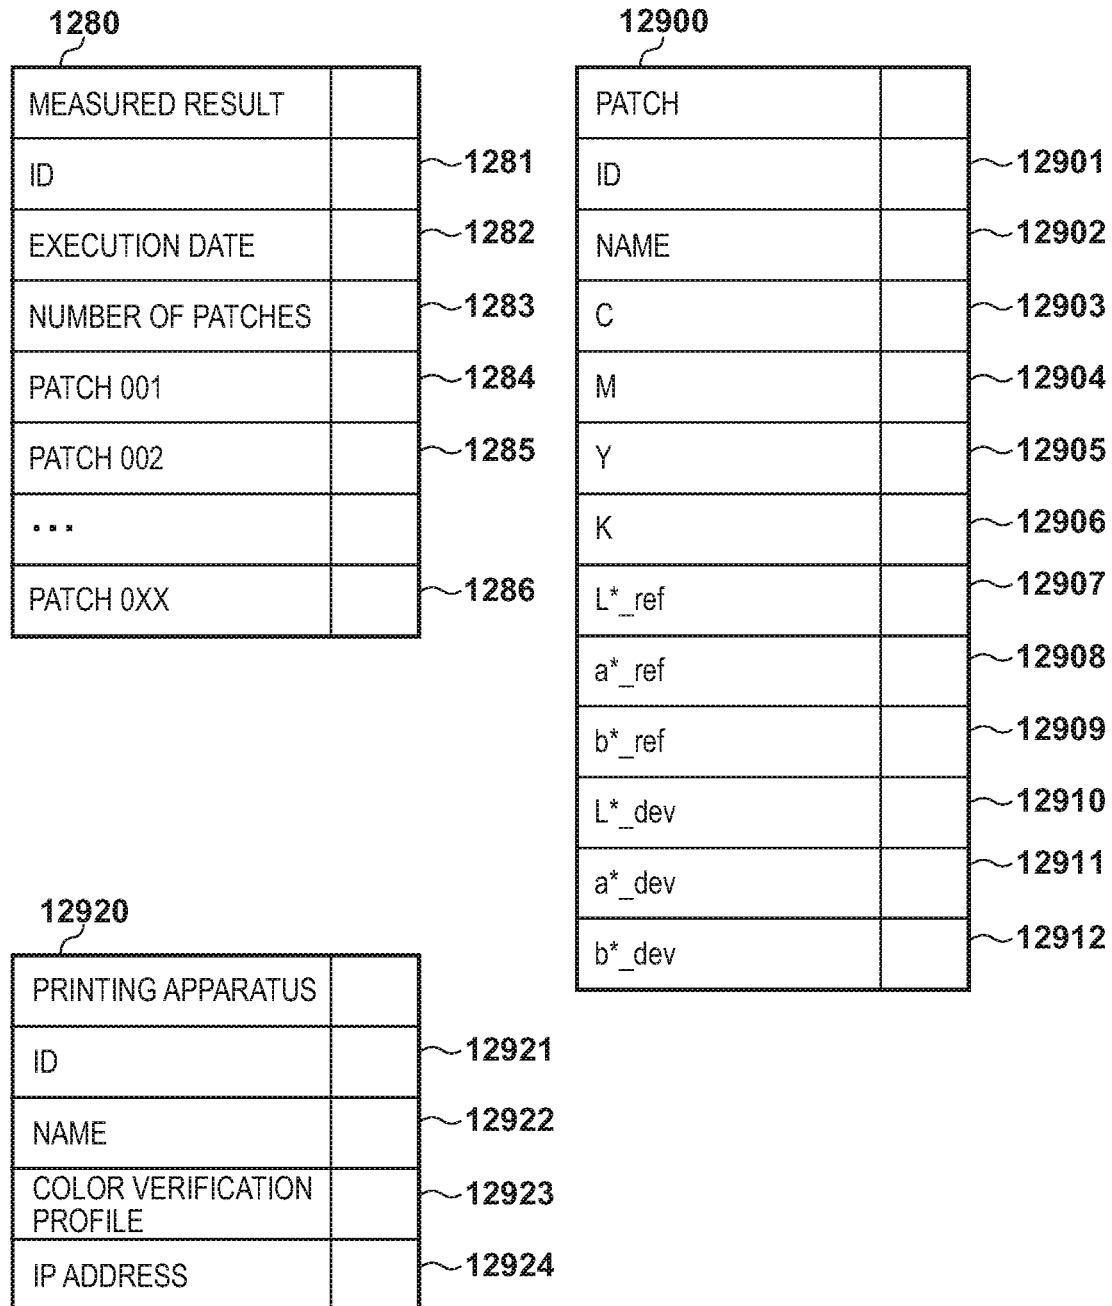 1280
MEASURED RESULT
ID
1281
EXECUTION DATE
1282
NUMBER OF PATCHES
1283
PATCH 001
1284
PATCH 002
1285
...
PATCH 0XX
1286
12900
PATCH
ID
12901
NAME
12902
C
12903
M
12904
Y
12905
K
12906
L*_ref
12907
a*_ref
12908
b*_ref
12909
L*_dev
12910
a*_dev
12911
b*_dev
12912
12920
PRINTING APPARATUS
ID
12921
NAME
12922
COLOR VERIFICATION
PROFILE
12923
IP ADDRESS
12924